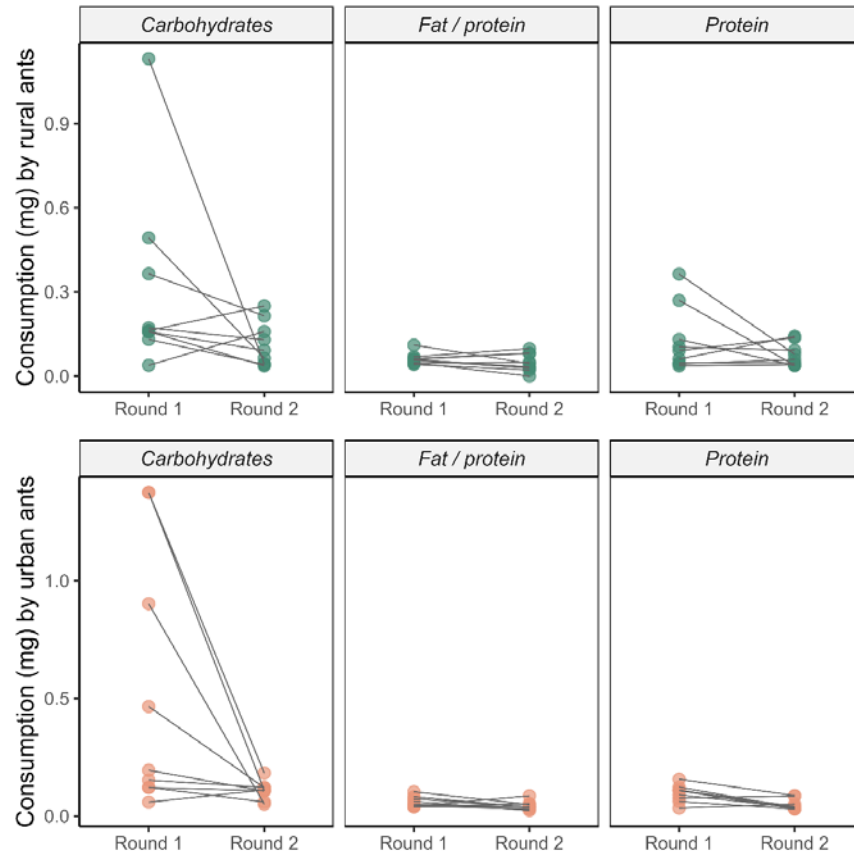 Carbohydrates
Fat / protein
Protein
Consumption (mg) by rural ants
0.9
0.6
0.3
0.0
Round 1
Round 2
Round 1
Round 2
Round 1
Round 2
Carbohydrates
Fat / protein
Protein
Consumption (mg) by urban ants
1.0
0.5
0.0
Round 1
Round 2
Round 1
Round 2
Round 1
Round 2